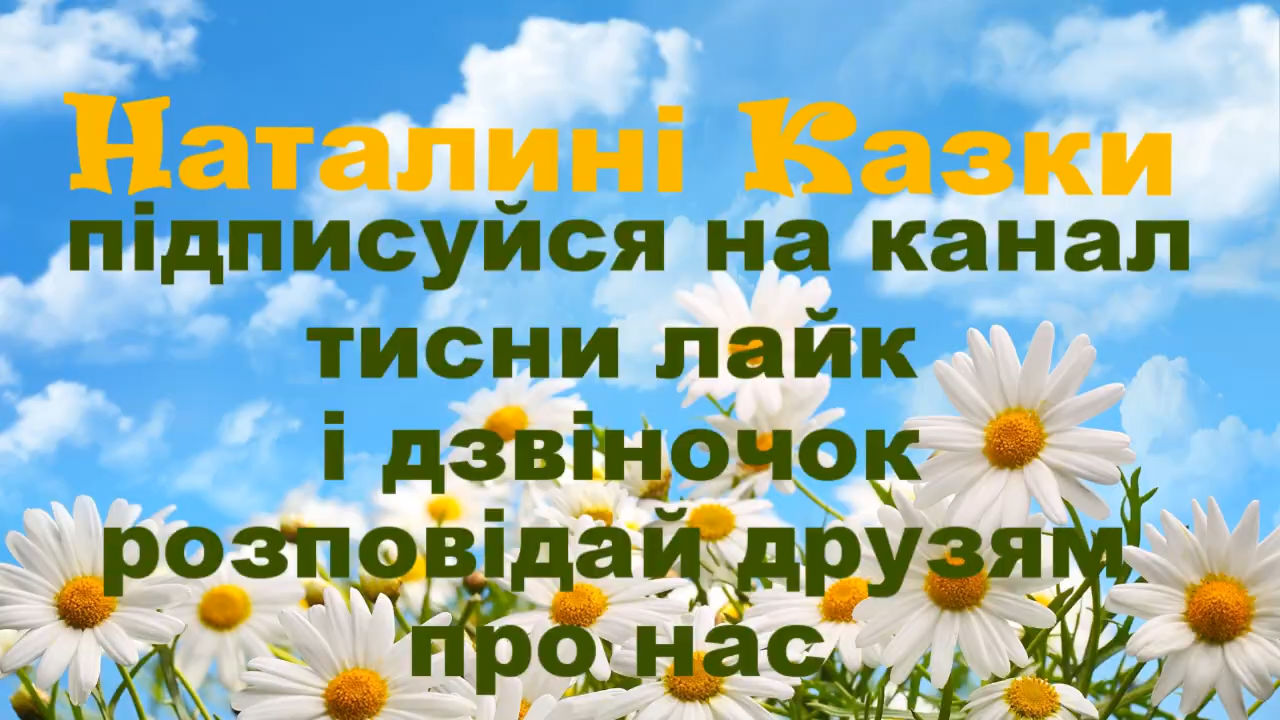 Наталині Казки
підписуйся на канал
тисни лайк
і дзвіночок
розповідай друзям
про нас